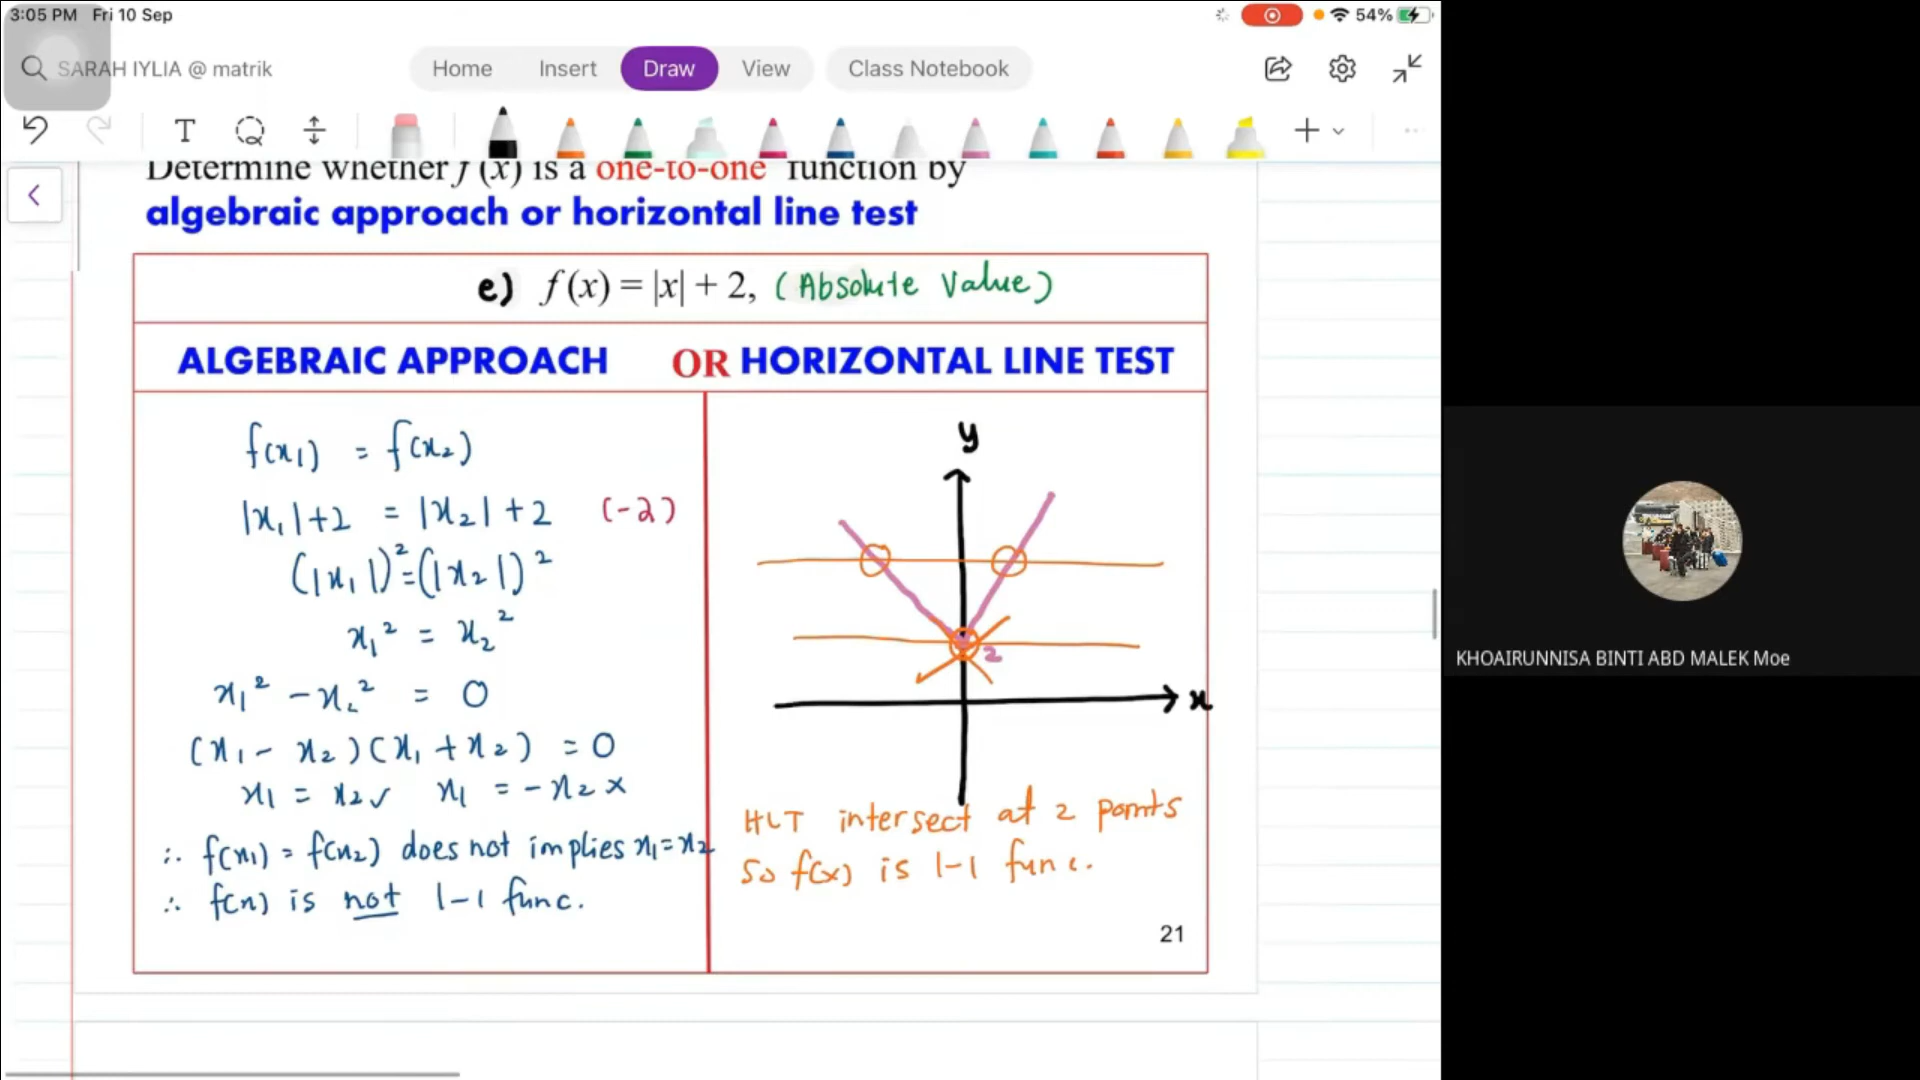 3:05 PM Fri 10 Sep
54%
SARAH IYLIA @ matrik
Home Insert Draw View Class Notebook
T
Determine whether f (x) is a one-to-one function by
algebraic approach or horizontal line test
e) f (x) = |x| + 2, (Absolute Value)
ALGEBRAIC APPROACH OR HORIZONTAL LINE TEST
f(x₁) = f(x₂)
|x₁|+2 = |x₂|+2 (-2)
(|x₁|)² = (|x₂|)²
x₁² = x₂²
x₁² - x₂² = 0
(x₁ - x₂)(x₁ + x₂) = 0
x₁ = x₂ ✓ x₁ = -x₂ ×
∴ f(x₁) = f(x₂) does not implies x₁ = x₂
∴ f(x) is not 1-1 func.
y
2
x
HLT intersect at 2 points
So f(x) is 1-1 func.
21
KHOAIRUNNISA BINTI ABD MALEK Moe